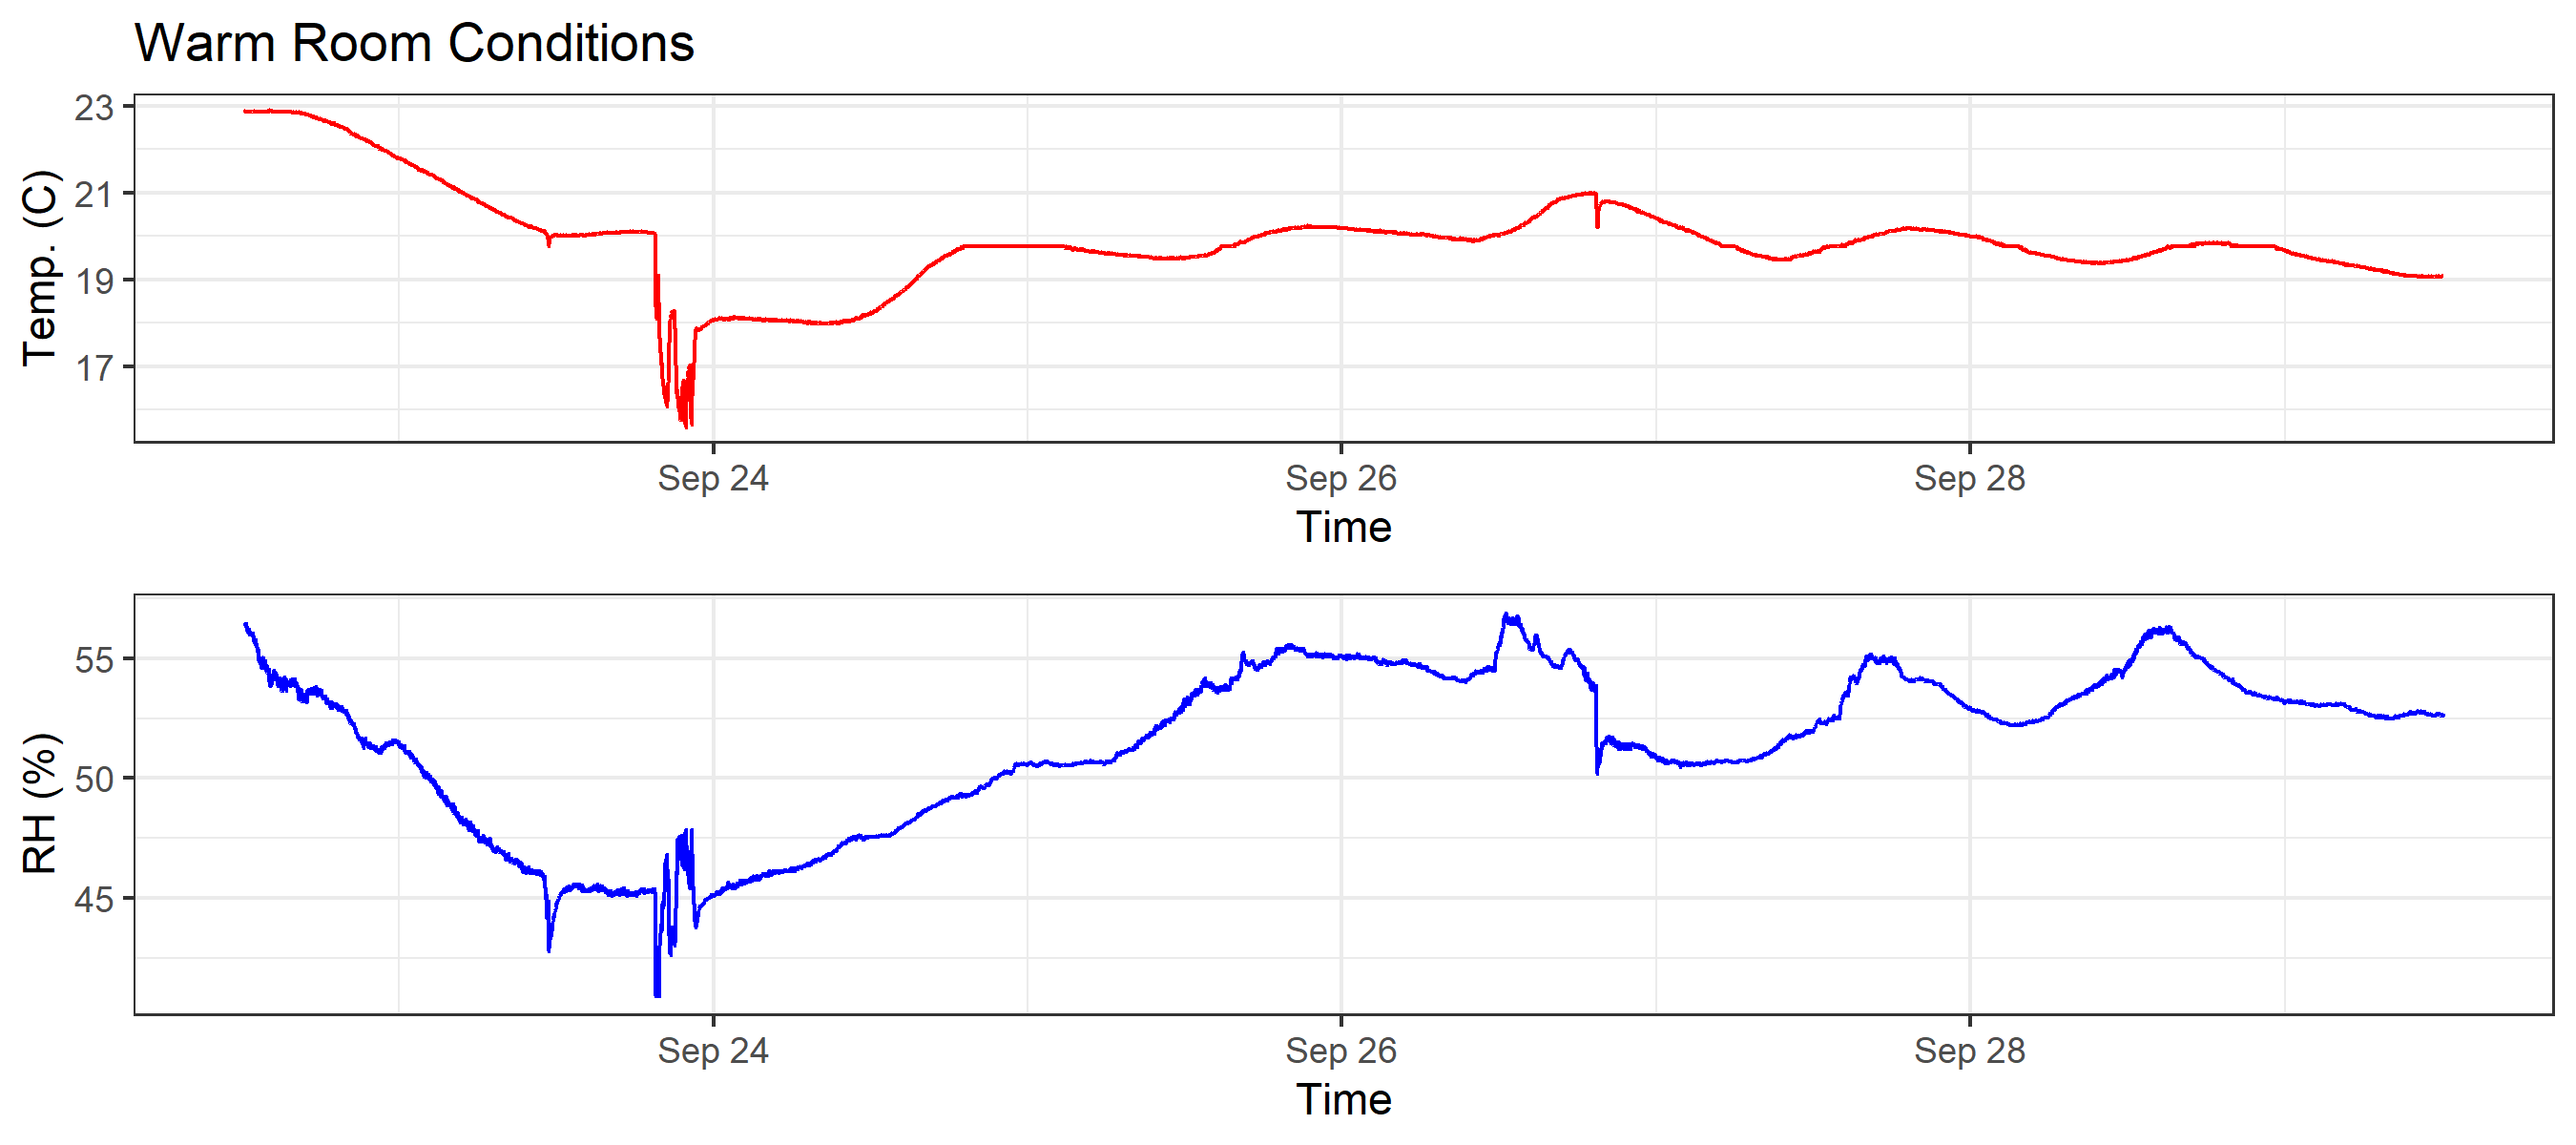 Warm Room Conditions
Temp. (C)
23
21
19
17
Sep 24
Sep 26
Sep 28
Time
RH (%)
55
50
45
Sep 24
Sep 26
Sep 28
Time